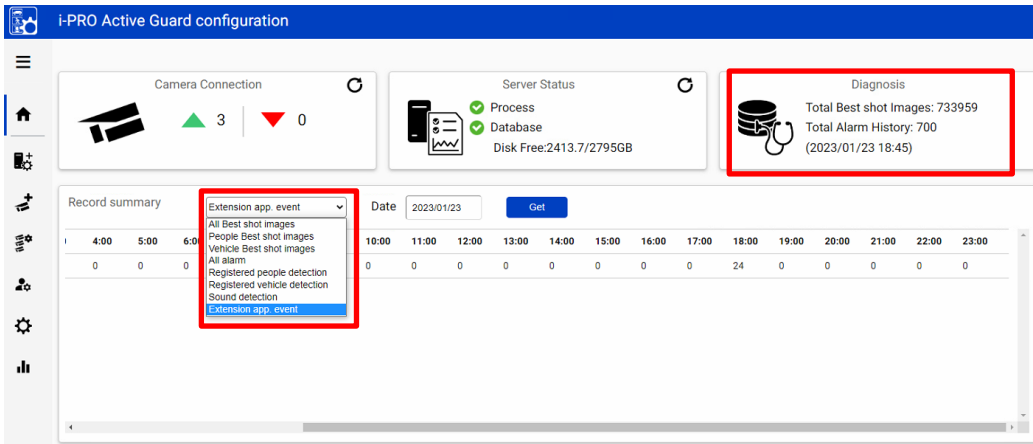 i-PRO Active Guard configuration
Camera Connection
3
0
Server Status
Process
Database
Disk Free:2413.7/2795GB
Diagnosis
Total Best shot Images: 733959
Total Alarm History: 700
(2023/01/23 18:45)
Record summary
Extension app. event
Date
2023/01/23
Get
All Best shot images
People Best shot images
Vehicle Best shot images
All alarm
Registered people detection
Registered vehicle detection
Sound detection
Extension app. event
4:00 5:00 6:0 10:00 11:00 12:00 13:00 14:00 15:00 16:00 17:00 18:00 19:00 20:00 21:00 22:00 23:00
0 0 0 0 0 0 0 0 0 0 0 24 0 0 0 0 0